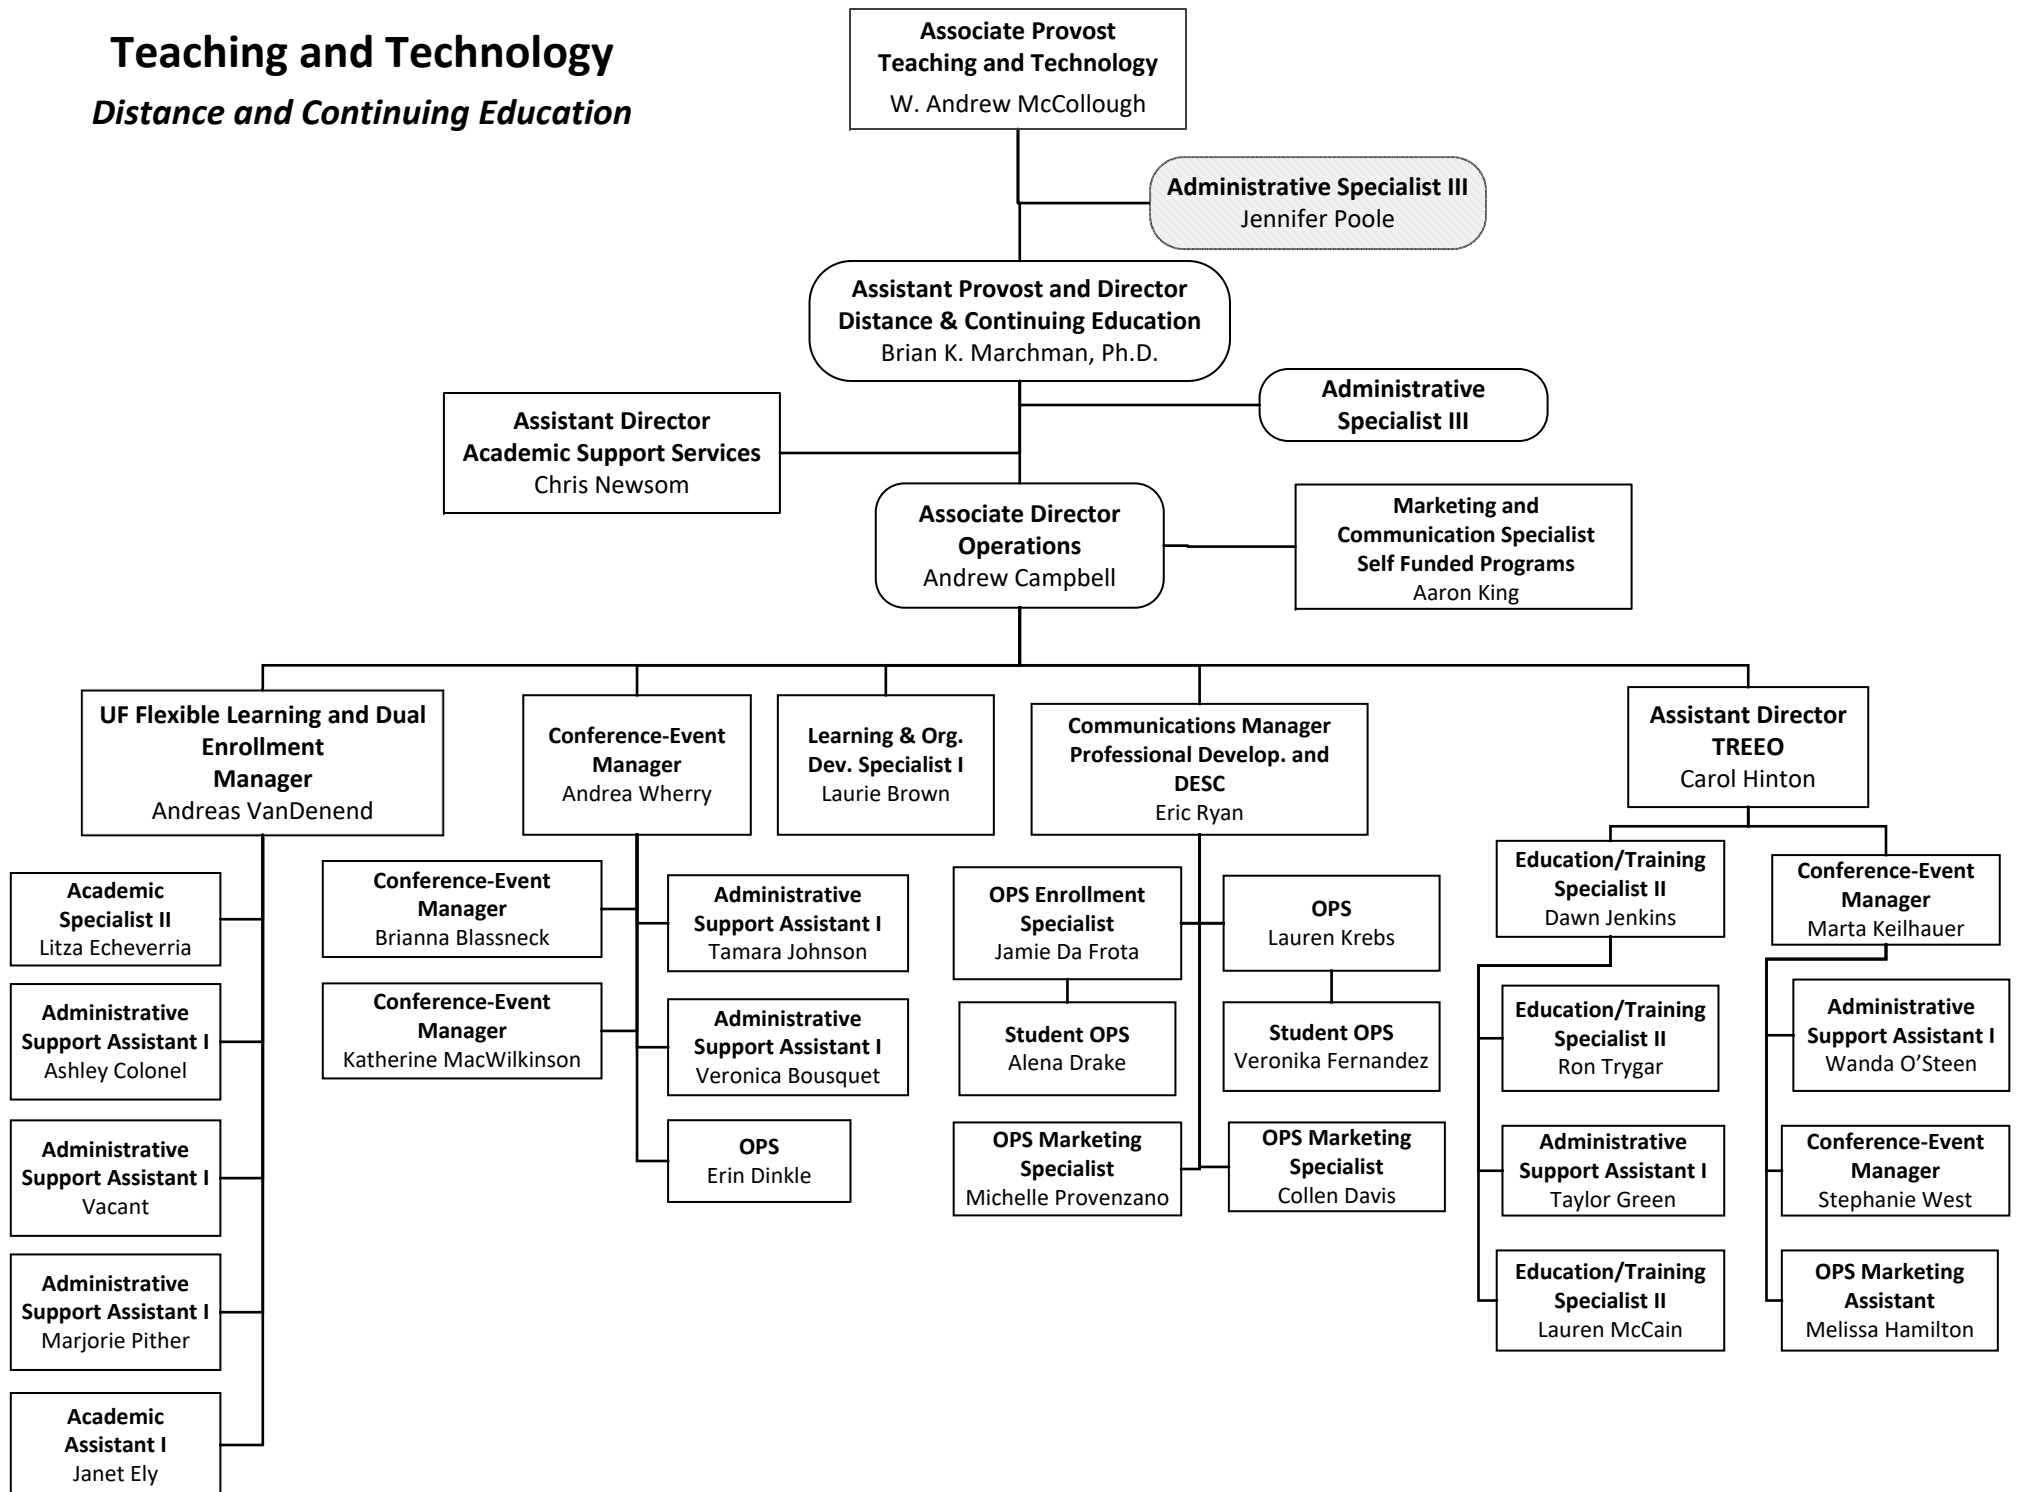 Teaching and Technology
Distance and Continuing Education
Associate Provost
Teaching and Technology
W. Andrew McCollough
Administrative Specialist III
Jennifer Poole
Assistant Provost and Director
Distance & Continuing Education
Brian K. Marchman, Ph.D.
Administrative
Specialist III
Assistant Director
Academic Support Services
Chris Newsom
Associate Director
Operations
Andrew Campbell
Marketing and
Communication Specialist
Self Funded Programs
Aaron King
UF Flexible Learning and Dual
Enrollment
Manager
Andreas VanDenend
Conference-Event
Manager
Andrea Wherry
Learning & Org.
Dev. Specialist I
Laurie Brown
Communications Manager
Professional Develop. and
DESC
Eric Ryan
Assistant Director
TREEO
Carol Hinton
Academic
Specialist II
Litza Echeverria
Administrative
Support Assistant I
Ashley Colonel
Administrative
Support Assistant I
Vacant
Administrative
Support Assistant I
Marjorie Pither
Academic
Assistant I
Janet Ely
Conference-Event
Manager
Brianna Blassneck
Conference-Event
Manager
Katherine MacWilkinson
Administrative
Support Assistant I
Tamara Johnson
Administrative
Support Assistant I
Veronica Bousquet
OPS
Erin Dinkle
OPS Enrollment
Specialist
Jamie Da Frota
Student OPS
Alena Drake
OPS Marketing
Specialist
Michelle Provenzano
OPS
Lauren Krebs
Student OPS
Veronika Fernandez
OPS Marketing
Specialist
Collen Davis
Education/Training
Specialist II
Dawn Jenkins
Education/Training
Specialist II
Ron Trygar
Administrative
Support Assistant I
Taylor Green
Education/Training
Specialist II
Lauren McCain
Conference-Event
Manager
Marta Keilhauer
Administrative
Support Assistant I
Wanda O’Steen
Conference-Event
Manager
Stephanie West
OPS Marketing
Assistant
Melissa Hamilton